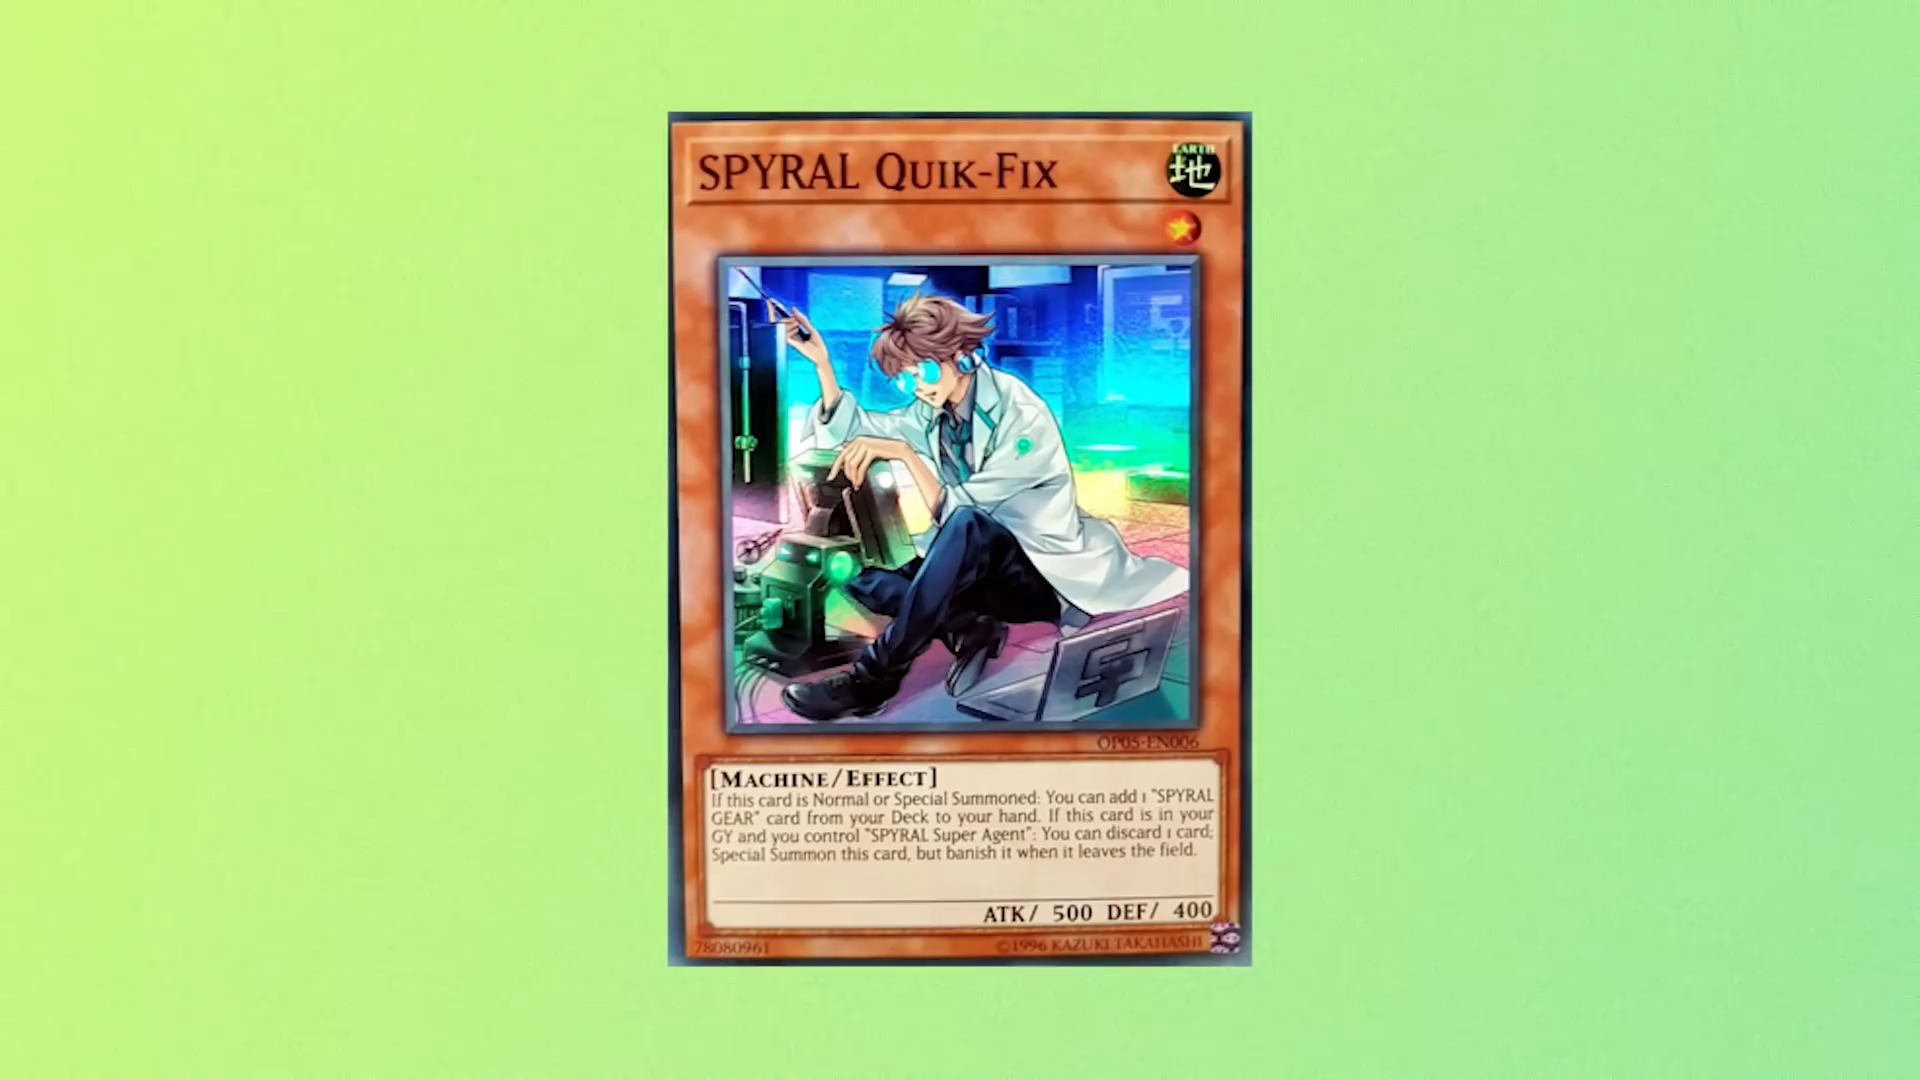 SPYRAL Quik-Fix
EARTH
地
OP05-EN006
[Machine/Effect]
If this card is Normal or Special Summoned: You can add 1 "SPYRAL
GEAR" card from your Deck to your hand. If this card is in your
GY and you control "SPYRAL Super Agent": You can discard 1 card;
Special Summon this card, but banish it when it leaves the field.
ATK/ 500 DEF/ 400
78080961
©1996 KAZUKI TAKAHASHI